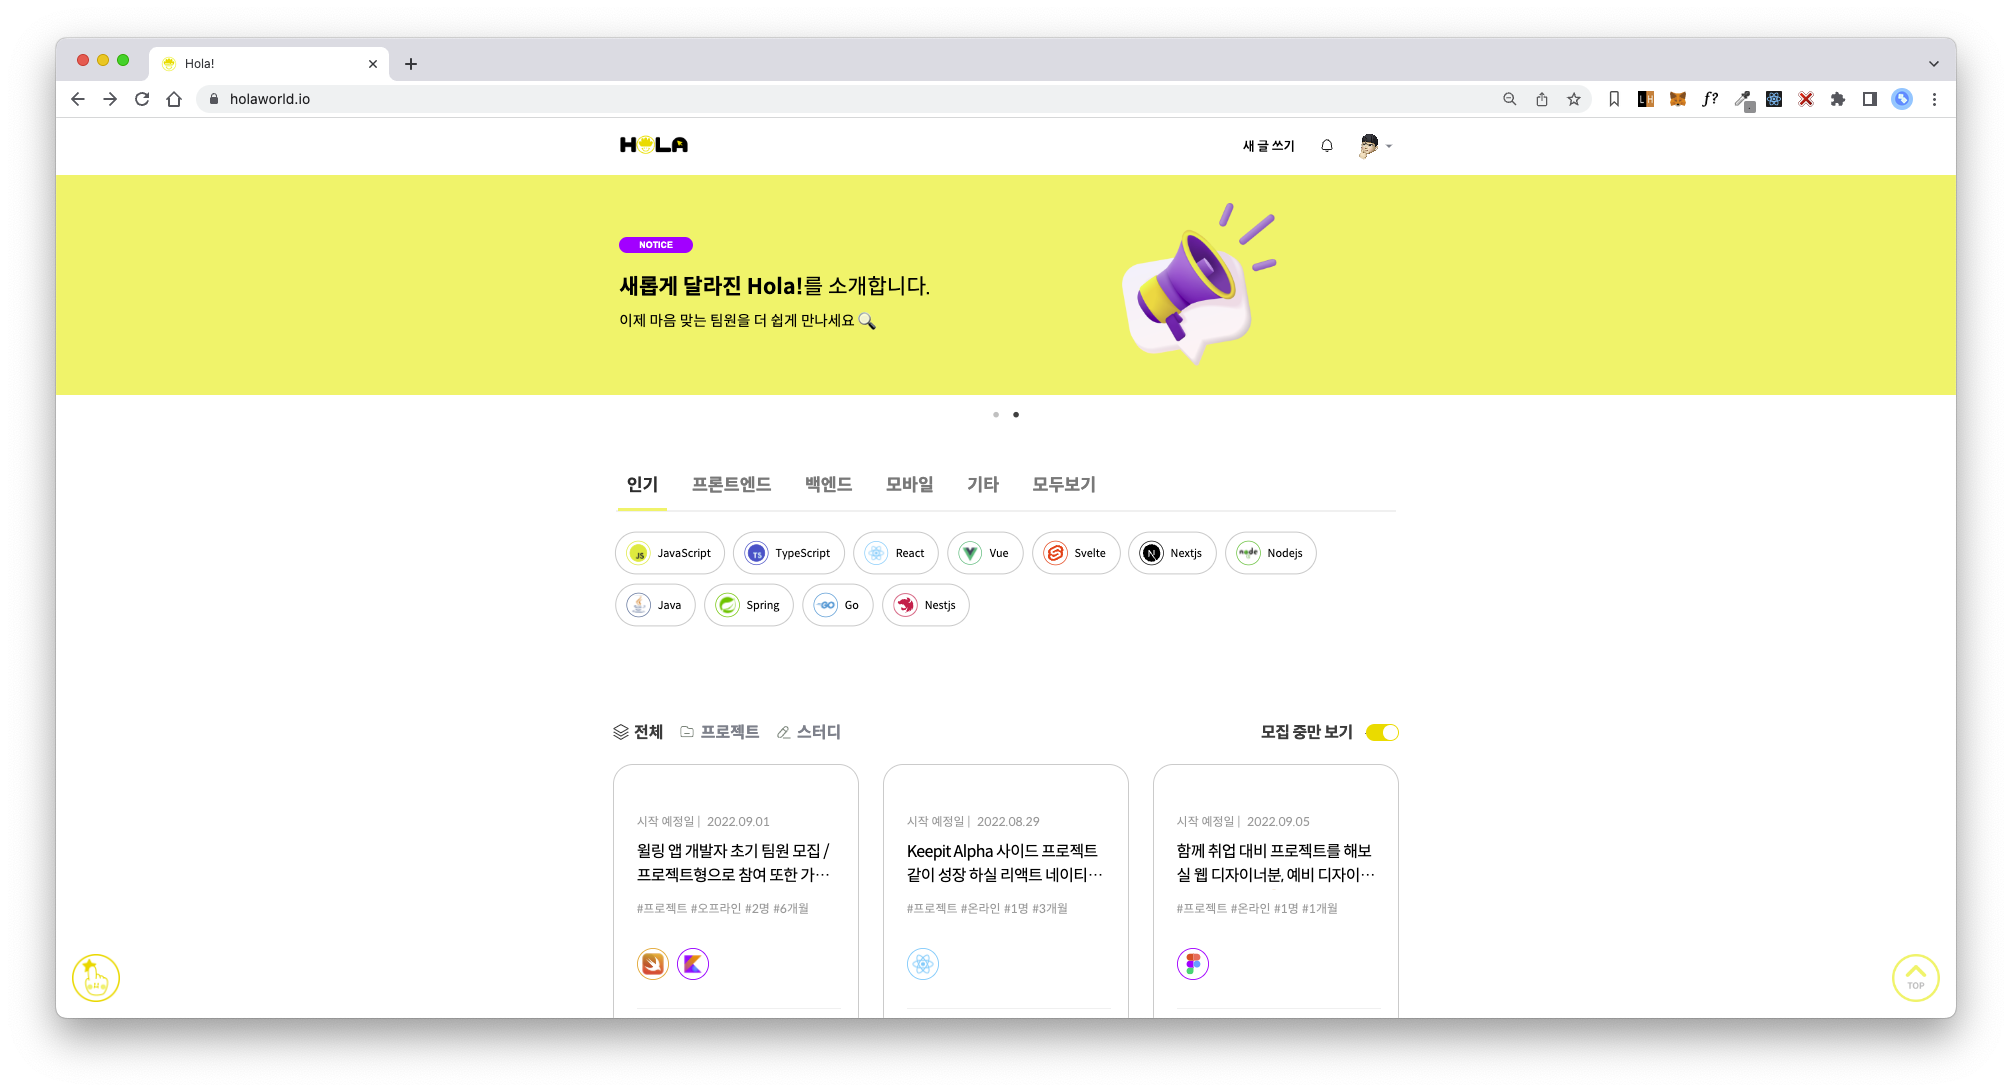 Hola!
holaworld.io
HOLA
새 글 쓰기
NOTICE
새롭게 달라진 Hola!를 소개합니다.
이제 마음 맞는 팀원을 더 쉽게 만나세요
인기 프론트엔드 백엔드 모바일 기타 모두보기
JS JavaScript TS TypeScript React Vue Svelte N Nextjs node Nodejs
Java Spring GO Go Nestjs
전체 프로젝트 스터디 모집 중만 보기
시작 예정일 | 2022.09.01
윌링 앱 개발자 초기 팀원 모집 /
프로젝트형으로 참여 또한 가…
#프로젝트 #오프라인 #2명 #6개월
시작 예정일 | 2022.08.29
Keepit Alpha 사이드 프로젝트
같이 성장 하실 리액트 네이티…
#프로젝트 #온라인 #1명 #3개월
시작 예정일 | 2022.09.05
함께 취업 대비 프로젝트를 해보
실 웹 디자이너분, 예비 디자이…
#프로젝트 #온라인 #1명 #1개월
TOP